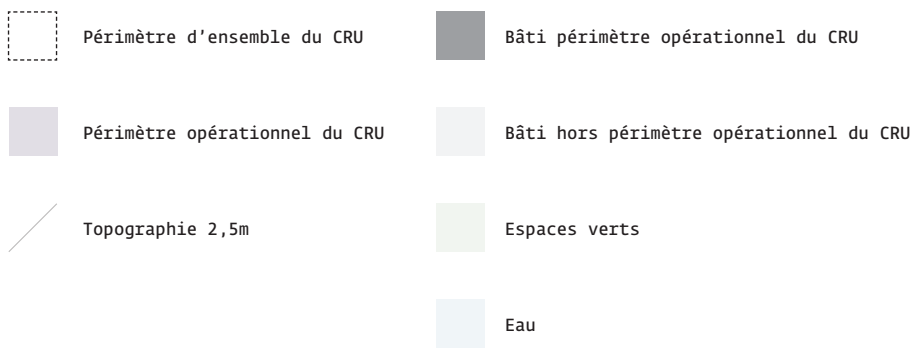 Périmètre d'ensemble du CRU
Périmètre opérationnel du CRU
Topographie 2,5m
Bâti périmètre opérationnel du CRU
Bâti hors périmètre opérationnel du CRU
Espaces verts
Eau